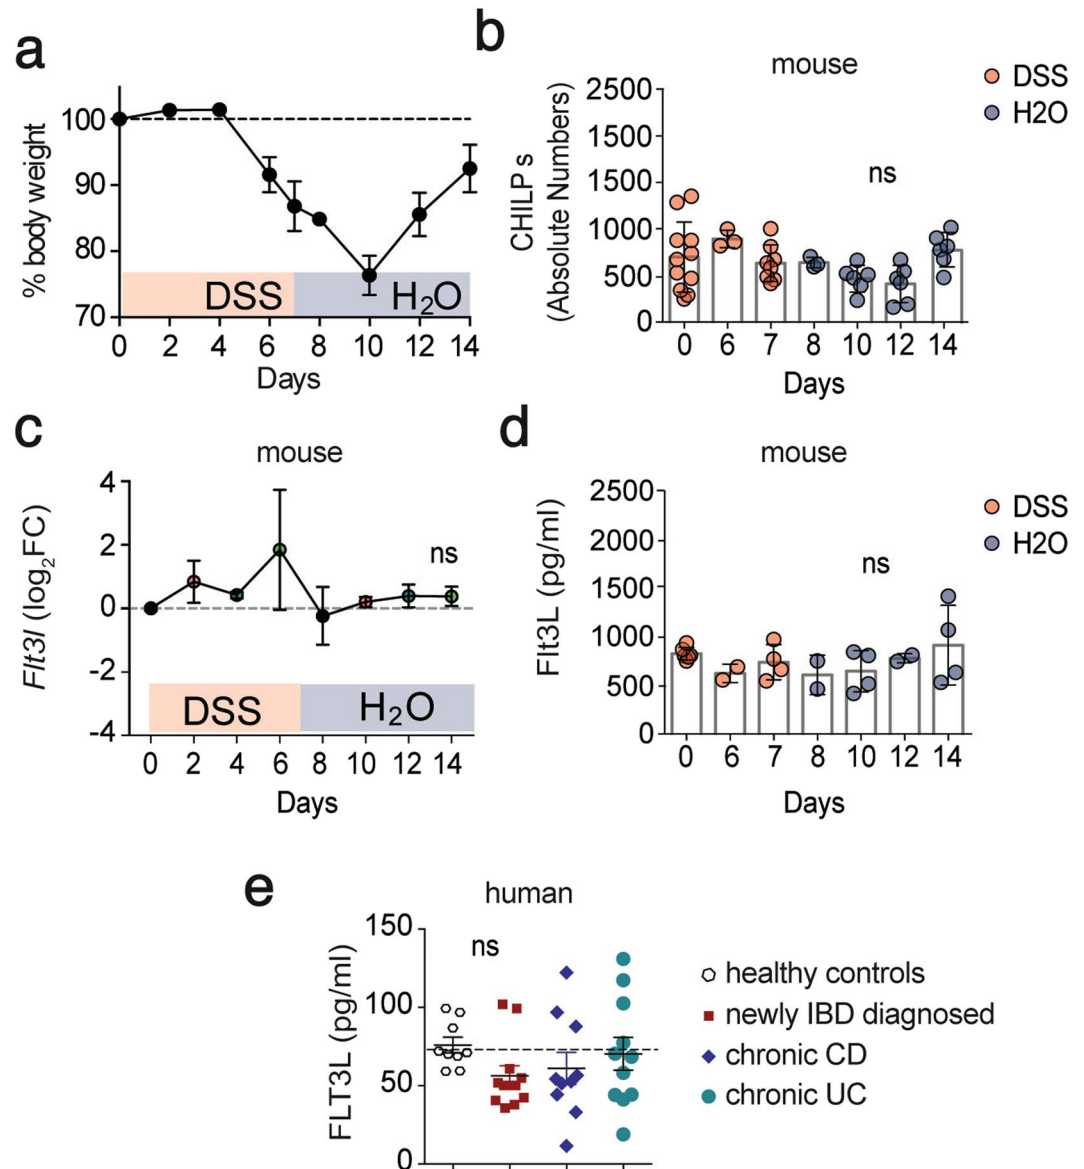 a
% body weight
100
90
80
70
DSS
H₂O
0 2 4 6 8 10 12 14
Days
b
mouse
CHILP s
(Absolute Numbers)
2500
1500
1500
1000
500
0
ns
0 6 7 8 10 12 14
Days
DSS
H2O
c
mouse
Flt3l (log₂FC)
4
2
0
-2
-4
ns
DSS
H₂O
0 2 4 6 8 10 12 14
Days
d
mouse
Flt3L (pg/ml)
2500
2000
1500
1000
500
0
ns
0 6 7 8 10 12 14
Days
DSS
H2O
e
human
FLT3L (pg/ml)
150
100
50
0
ns
healthy controls
newly IBD diagnosed
chronic CD
chronic UC